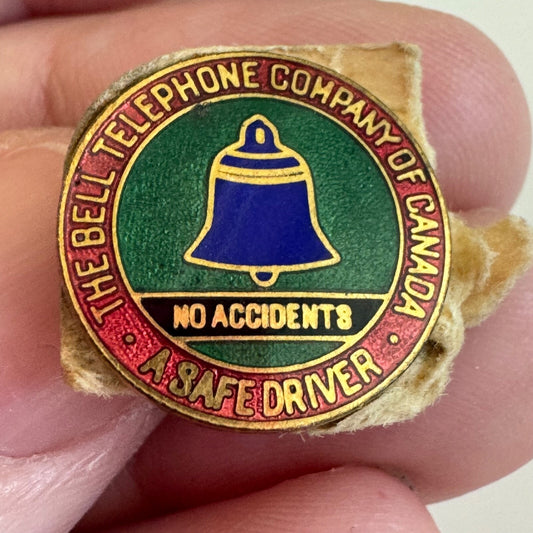 THE BELL TELEPHONE COMPANY OF CANADA
NO ACCIDENTS
· A SAFE DRIVER ·